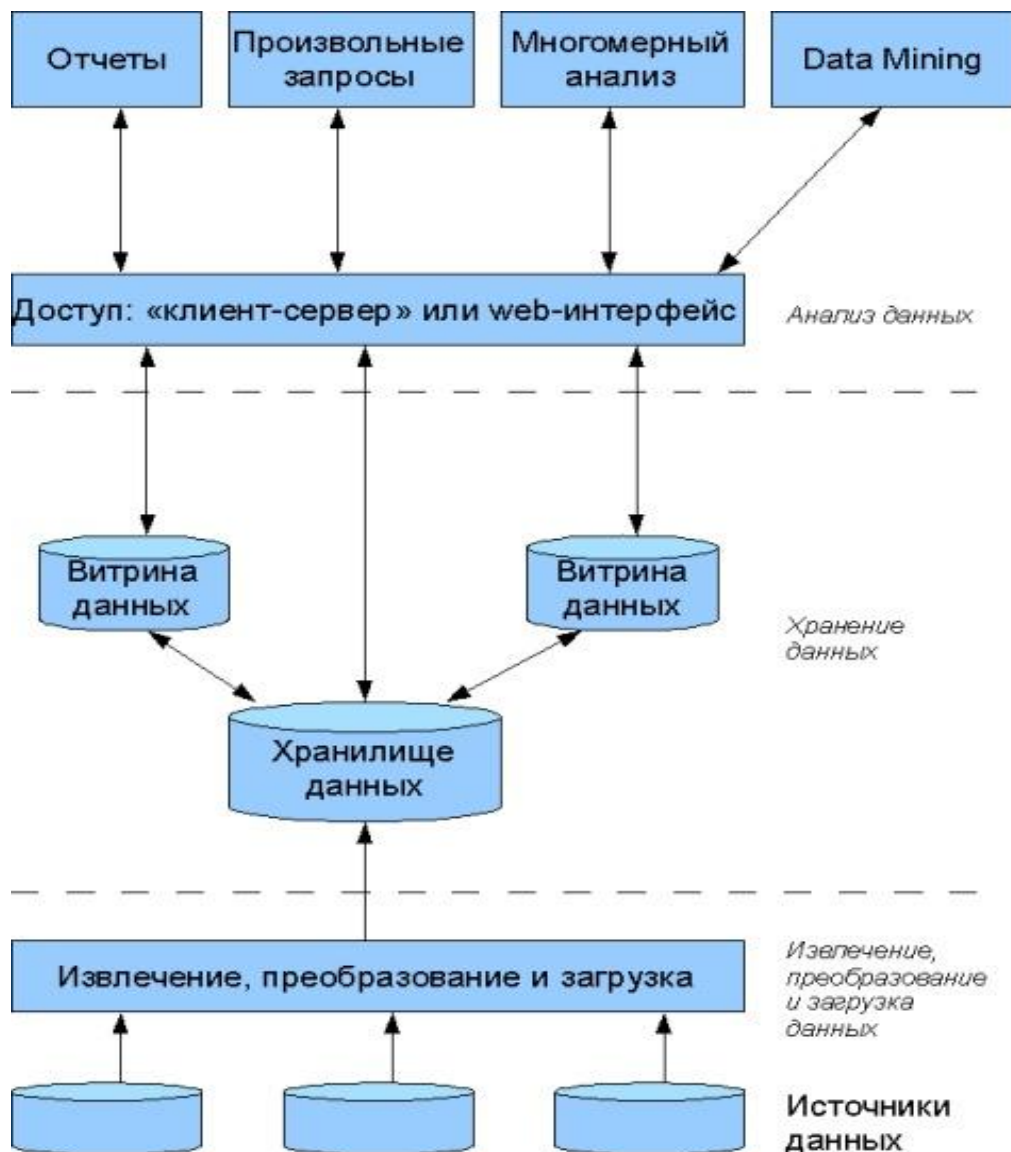 Отчеты
Произвольные
запросы
Многомерный
анализ
Data Mining
Доступ: «клиент-сервер» или web-интерфейс
Анализ данных
Витрина
данных
Витрина
данных
Хранение
данных
Хранилище
данных
Извлечение, преобразование и загрузка
Извлечение,
преобразование
и загрузка
данных
Источники
данных